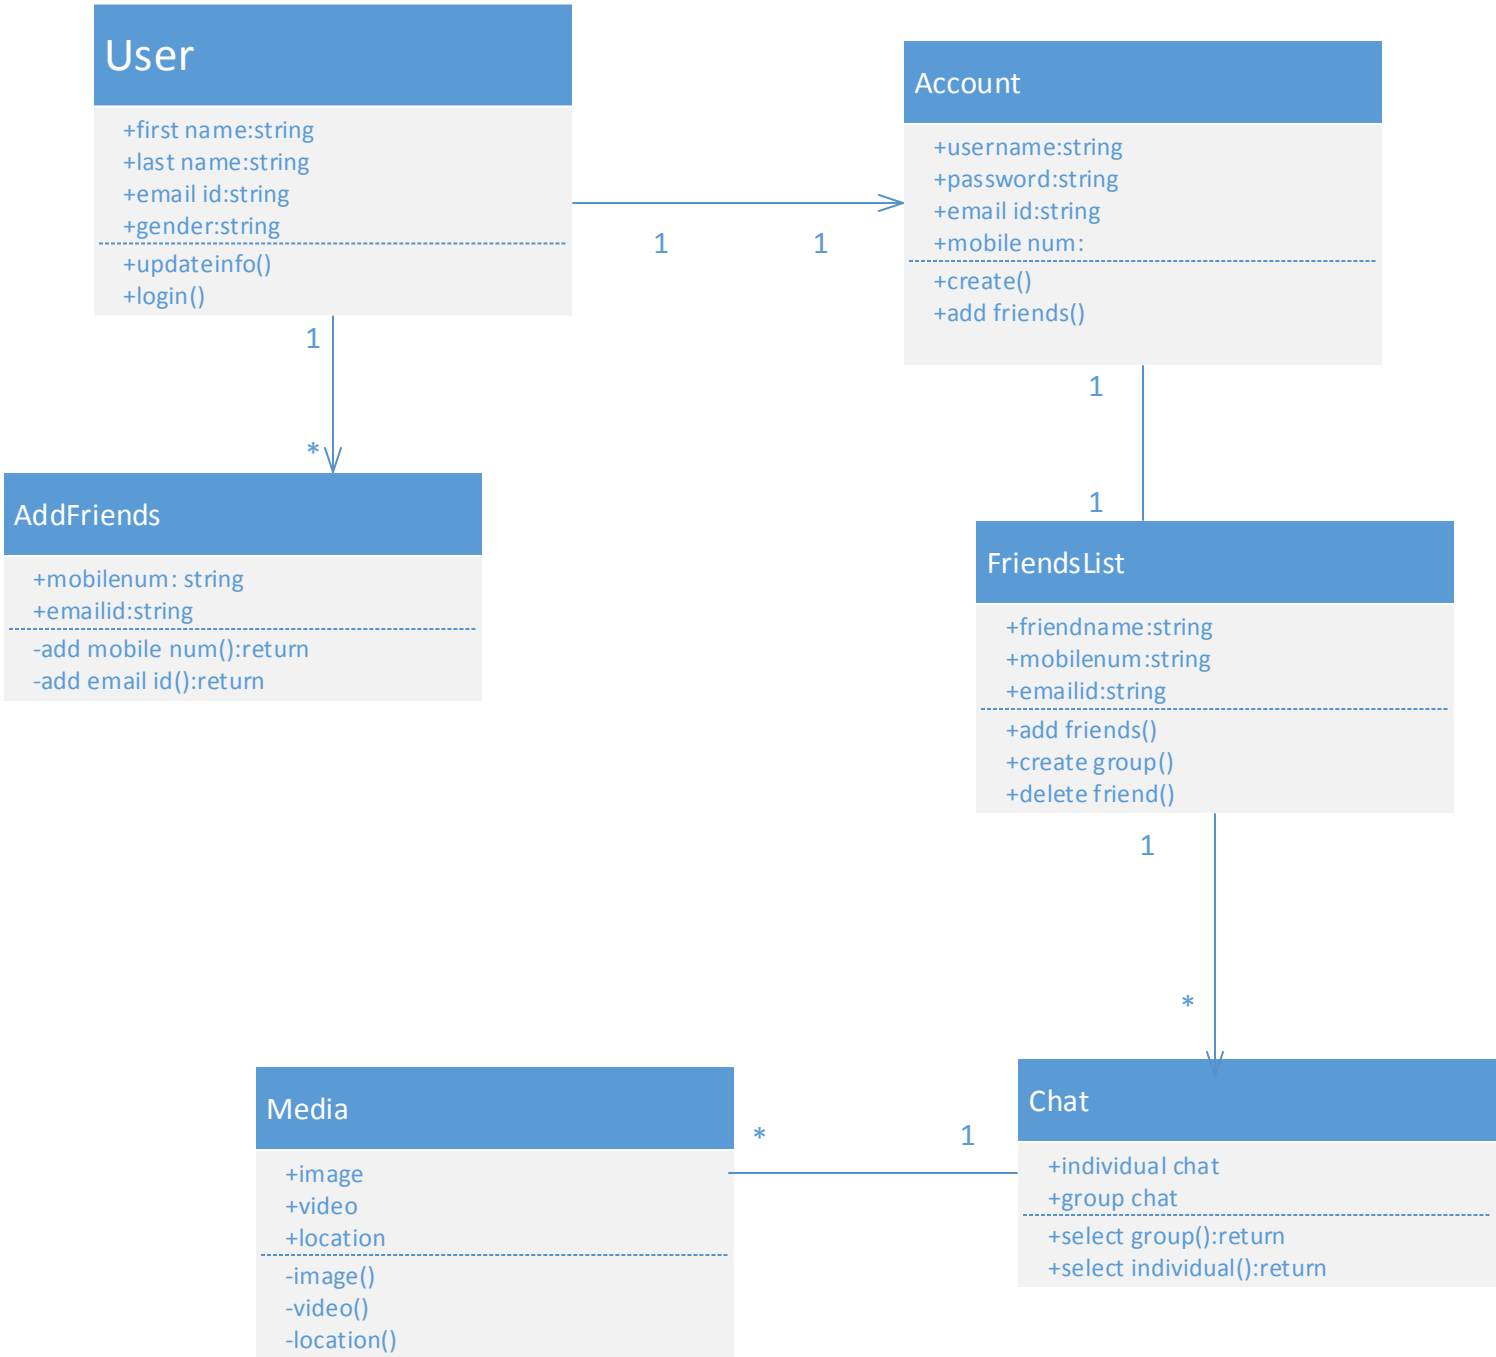 User
+first name:string
+last name:string
+email id:string
+gender:string
+updateinfo()
+login()
Account
+username:string
+password:string
+email id:string
+mobile num:
+create()
+add friends()
1
1
1
*
1
1
AddFriends
+mobilenum: string
+emailid:string
-add mobile num():return
-add email id():return
FriendsList
+friendname:string
+mobilenum:string
+emailid:string
+add friends()
+create group()
+delete friend()
1
*
Media
+image
+video
+location
-image()
-video()
-location()
*
1
Chat
+individual chat
+group chat
+select group():return
+select individual():return